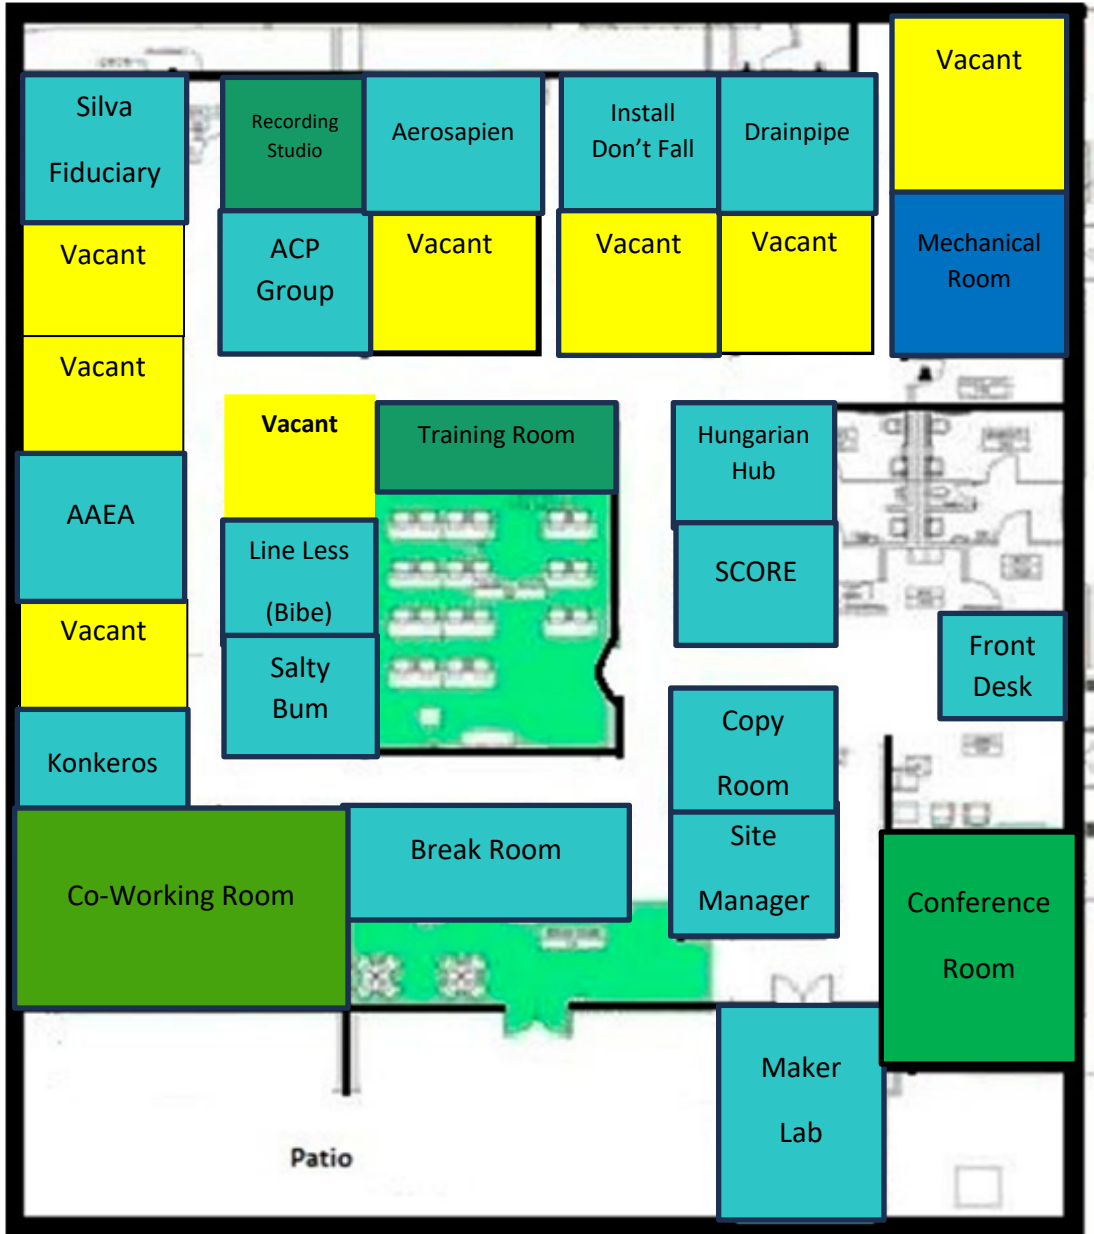 Vacant
Silva
Fiduciary
Recording
Studio
Aerosapien
Install
Don’t Fall
Drainpipe
Vacant
ACP
Group
Vacant
Vacant
Vacant
Mechanical
Room
Vacant
Vacant
Training Room
Hungarian
Hub
AAEA
Line Less
(Bibe)
SCORE
Vacant
Salty
Bum
Front
Desk
Konkeros
Copy
Room
Break Room
Site
Manager
Co-Working Room
Conference
Room
Maker
Lab
Patio